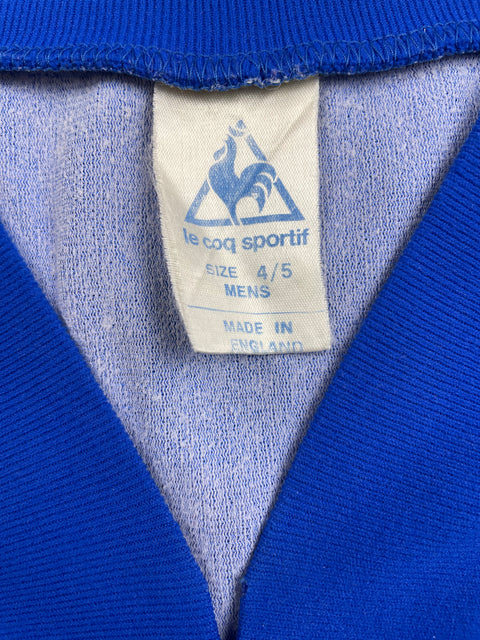 le coq sportif
SIZE 4/5
MENS
MADE IN
ENGLAND